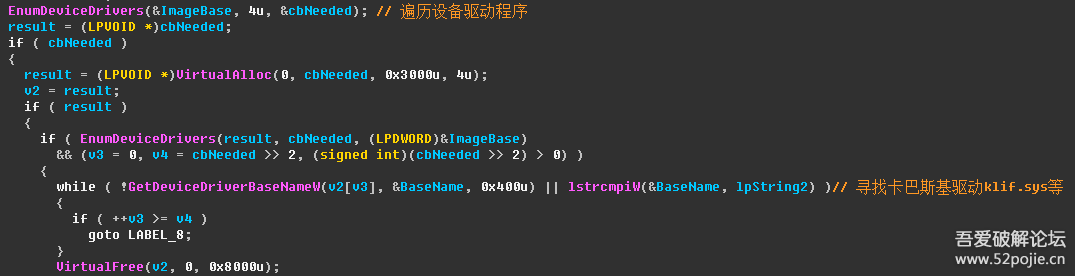 EnumDeviceDrivers(&ImageBase, 4u, &cbNeeded); // 遍历设备驱动程序
result = (LPVOID *)cbNeeded;
if ( cbNeeded )
{
result = (LPVOID *)VirtualAlloc(0, cbNeeded, 0x3000u, 4u);
v2 = result;
if ( result )
{
if ( EnumDeviceDrivers(result, cbNeeded, (LPDWORD)&ImageBase)
&& (v3 = 0, v4 = cbNeeded >> 2, (signed int)(cbNeeded >> 2) > 0) )
{
while ( !GetDeviceDriverBaseNameW(v2[v3], &BaseName, 0x400u) || lstrcmpiW(&BaseName, lpString2) )// 寻找卡巴斯基驱动klif.sys等
{
if ( ++v3 >= v4 )
goto LABEL_8;
}
VirtualFree(v2, 0, 0x8000u);
吾爱破解论坛
www.52pojie.cn